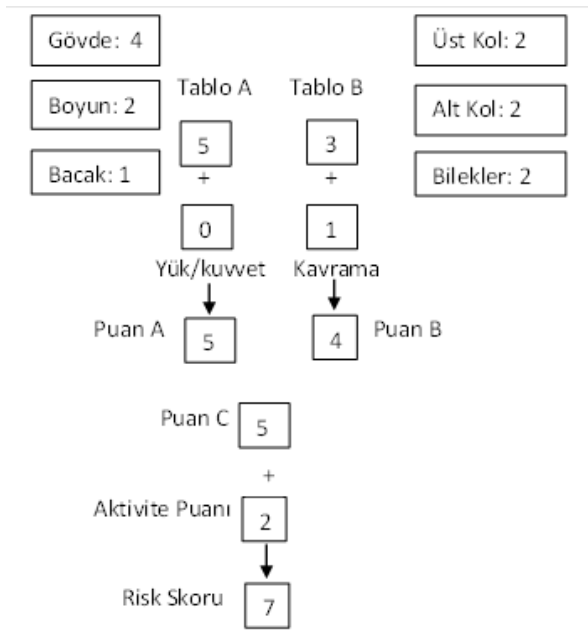 Gövde: 4
Üst Kol: 2
Tablo A
Tablo B
Boyun: 2
Alt Kol: 2
5
3
+
+
Bacak: 1
Bilekler: 2
0
1
Yük/kuvvet
Kavrama
Puan A
5
4
Puan B
Puan C
5
+
Aktivite Puanı
2
Risk Skoru
7